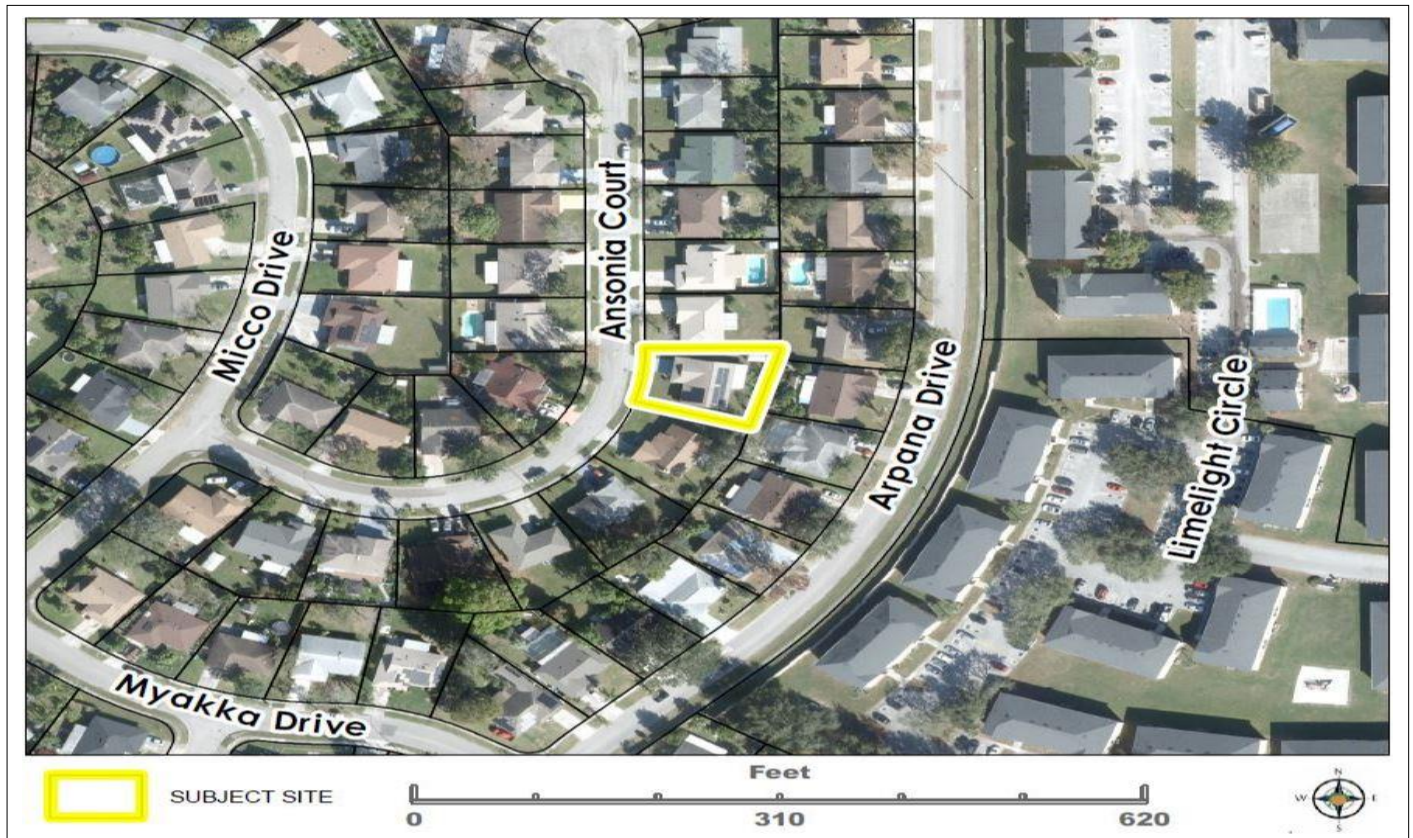 Micco Drive
Ansonia Court
Arpana Drive
Limelight Circle
Myakka Drive
SUBJECT SITE
Feet
0 310 620
N
W E
S